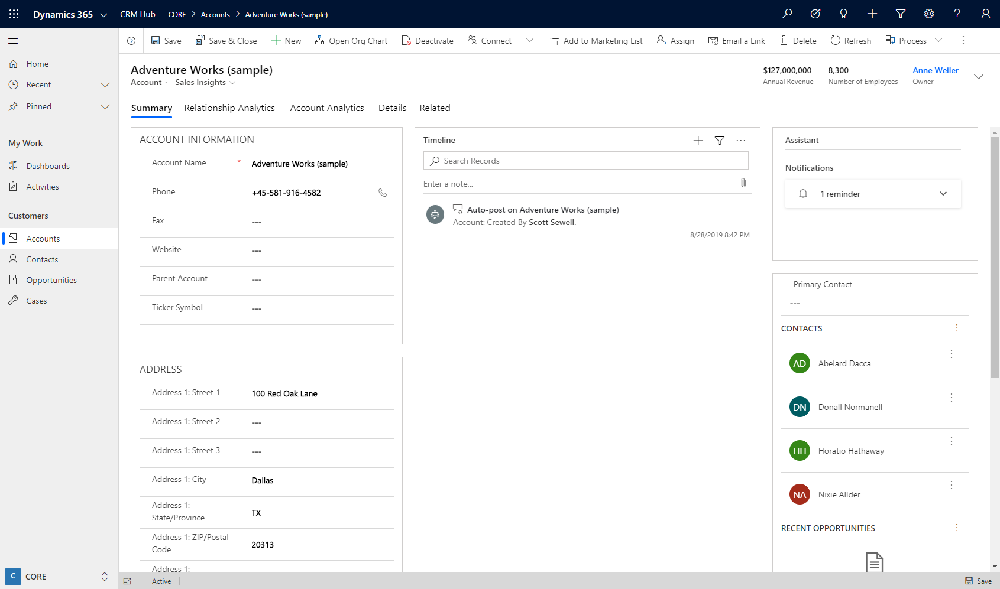 Dynamics 365
CRM Hub
CORE
Accounts
Adventure Works (sample)
Save
Save & Close
New
Open Org Chart
Deactivate
Connect
Add to Marketing List
Assign
Email a Link
Delete
Refresh
Process
Home
Recent
Pinned
My Work
Dashboards
Activities
Customers
Accounts
Contacts
Opportunities
Cases
C CORE
Adventure Works (sample)
Account ·
Sales Insights
$127,000,000
Annual Revenue
8,300
Number of Employees
Anne Weiler
Owner
Summary
Relationship Analytics
Account Analytics
Details
Related
ACCOUNT INFORMATION
Account Name * Adventure Works (sample)
Phone +45-581-916-4582
Fax ---
Website ---
Parent Account ---
Ticker Symbol ---
ADDRESS
Address 1: Street 1 100 Red Oak Lane
Address 1: Street 2 ---
Address 1: Street 3 ---
Address 1: City Dallas
Address 1:
State/Province
TX
Address 1: ZIP/Postal
Code
20313
Address 1:
Timeline
Search Records
Enter a note...
Auto-post on Adventure Works (sample)
Account: Created By Scott Sewell.
8/28/2019 8:42 PM
Assistant
Notifications
1 reminder
Primary Contact
---
CONTACTS
AD Abelard Dacca
DN Donall Normanell
HH Horatio Hathaway
NA Nixie Allder
RECENT OPPORTUNITIES
Active
Save